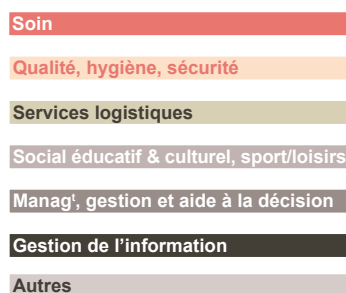 Soin
Qualité, hygiène, sécurité
Services logistiques
Social éducatif & culturel, sport/loisirs
Managᵗ, gestion et aide à la décision
Gestion de l’information
Autres